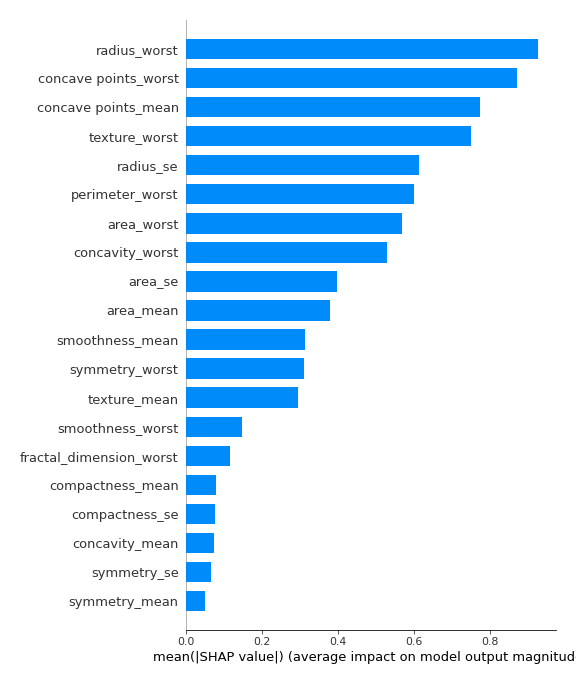 radius_worst
concave points_worst
concave points_mean
texture_worst
radius_se
perimeter_worst
area_worst
concavity_worst
area_se
area_mean
smoothness_mean
symmetry_worst
texture_mean
smoothness_worst
fractal_dimension_worst
compactness_mean
compactness_se
concavity_mean
symmetry_se
symmetry_mean
0.0 0.2 0.4 0.6 0.8
mean(|SHAP value|) (average impact on model output magnitud